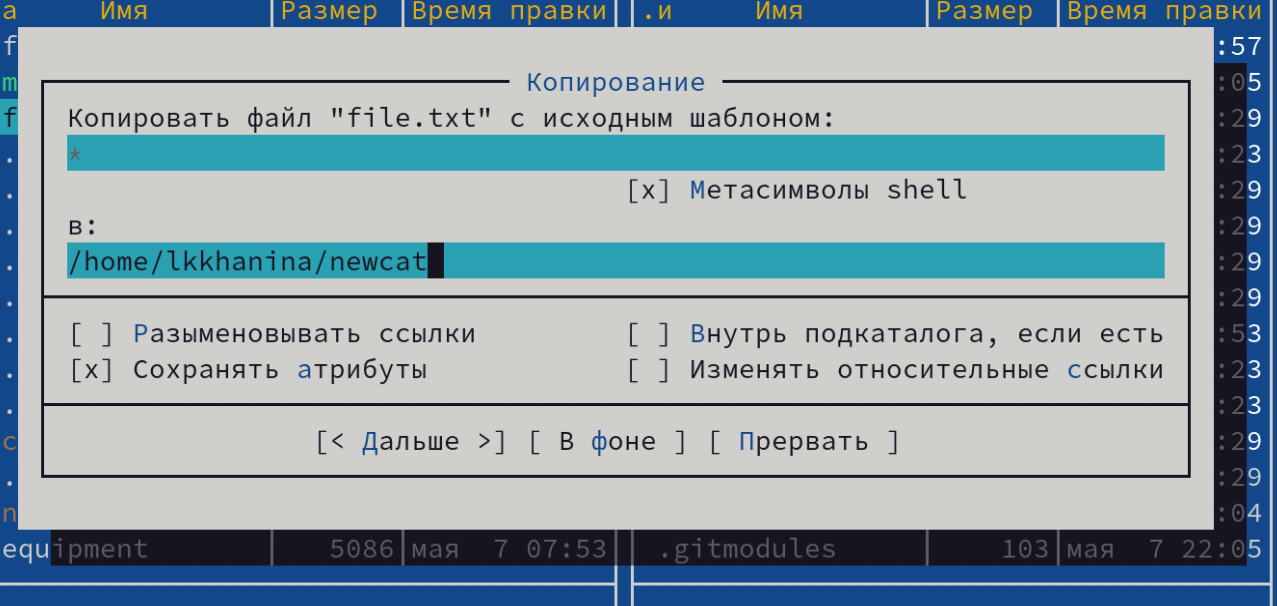 а Имя Размер Время правки .и Имя Размер Время правки
f :57
m Копирование :05
f Копировать файл "file.txt" с исходным шаблоном: :29
. * :23
. [x] Метасимволы shell :29
. в: :29
. /home/lkkhanina/newcat :29
. :29
. [ ] Разыменовывать ссылки [ ] Внутрь подкаталога, если есть :53
. [x] Сохранять атрибуты [ ] Изменять относительные ссылки :23
. :23
c [< Дальше >] [ В фоне ] [ Прервать ] :29
. :29
n :04
equipment 5086 мая 7 07:53 .gitmodules 103 мая 7 22:05